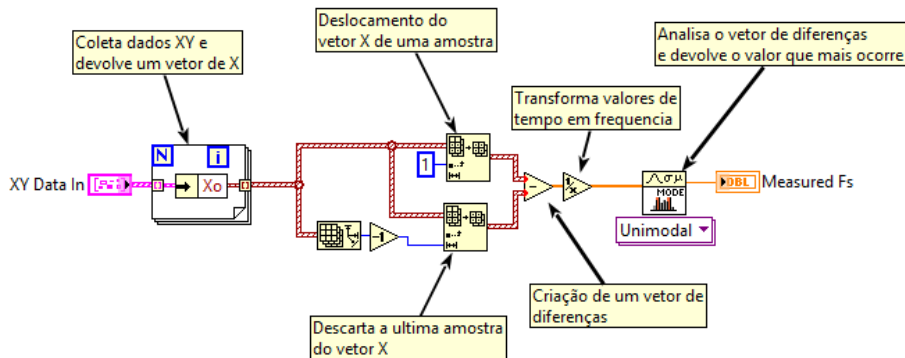 Coleta dados XY e
devolve um vetor de X
Deslocamento do
vetor X de uma amostra
Analisa o vetor de diferenças
e devolve o valor que mais ocorre
Transforma valores de
tempo em frequencia
N
i
1
XY Data In
Xo
-
1/x
MODE
DBL
Measured Fs
-1
Unimodal
Criação de um vetor de
diferenças
Descarta a ultima amostra
do vetor X